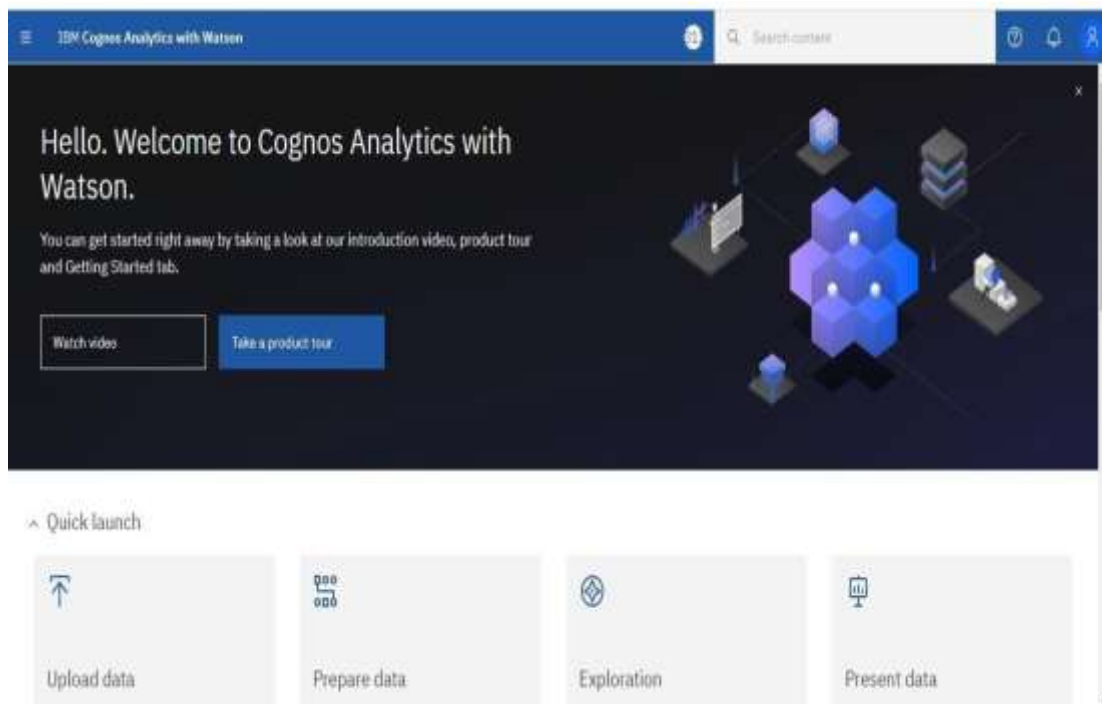 IBM Cognos Analytics with Watson
Search content
Hello. Welcome to Cognos Analytics with
Watson.
You can get started right away by taking a look at our introduction video, product tour
and Getting Started tab.
Watch video
Take a product tour
Quick launch
Upload data
Prepare data
Exploration
Present data